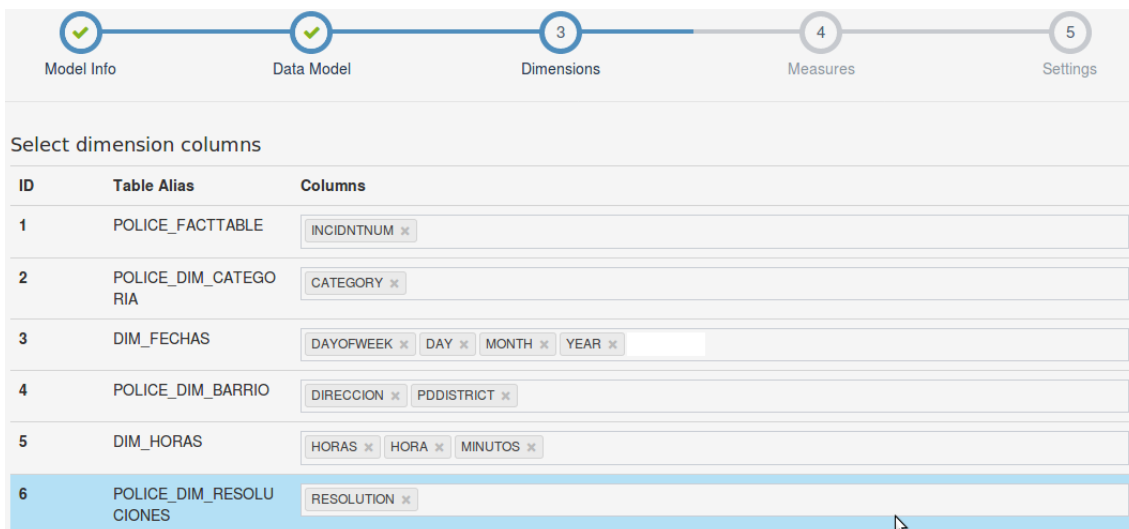 3 4 5
Model Info Data Model Dimensions Measures Settings
Select dimension columns
ID Table Alias Columns
1 POLICE_FACTTABLE INCIDNTNUM ×
2 POLICE_DIM_CATEGO CATEGORY ×
RIA
3 DIM_FECHAS DAYOFWEEK × DAY × MONTH × YEAR ×
4 POLICE_DIM_BARRIO DIRECCION × PDDISTRICT ×
5 DIM_HORAS HORAS × HORA × MINUTOS ×
6 POLICE_DIM_RESOLU RESOLUTION ×
CIONES